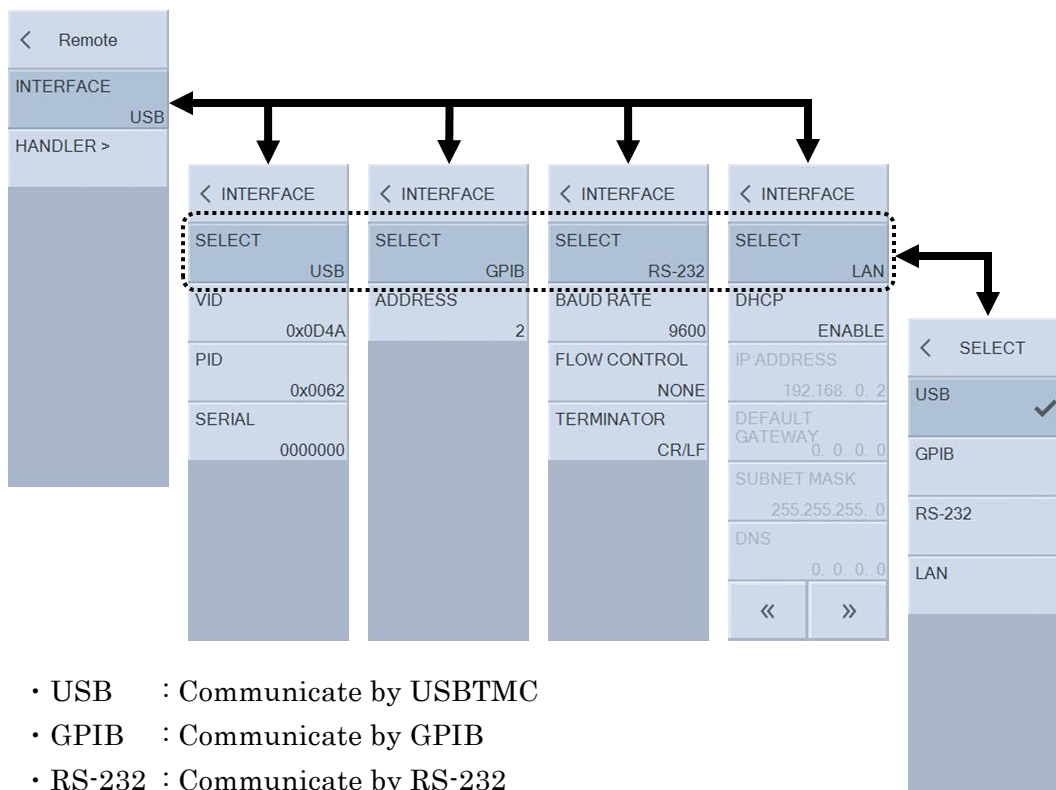 < Remote
INTERFACE
USB
HANDLER >
< INTERFACE
SELECT
USB
VID
0x0D4A
PID
0x0062
SERIAL
0000000
< INTERFACE
SELECT
GPIB
ADDRESS
2
< INTERFACE
SELECT
RS-232
BAUD RATE
9600
FLOW CONTROL
NONE
TERMINATOR
CR/LF
< INTERFACE
SELECT
LAN
DHCP
ENABLE
IP ADDRESS
192.168. 0. 2
DEFAULT
GATEWAY
0. 0. 0. 0
SUBNET MASK
255.255.255. 0
DNS
0. 0. 0. 0
« »
< SELECT
USB ✓
GPIB
RS-232
LAN
・USB : Communicate by USBTMC
・GPIB : Communicate by GPIB
・RS-232 : Communicate by RS-232